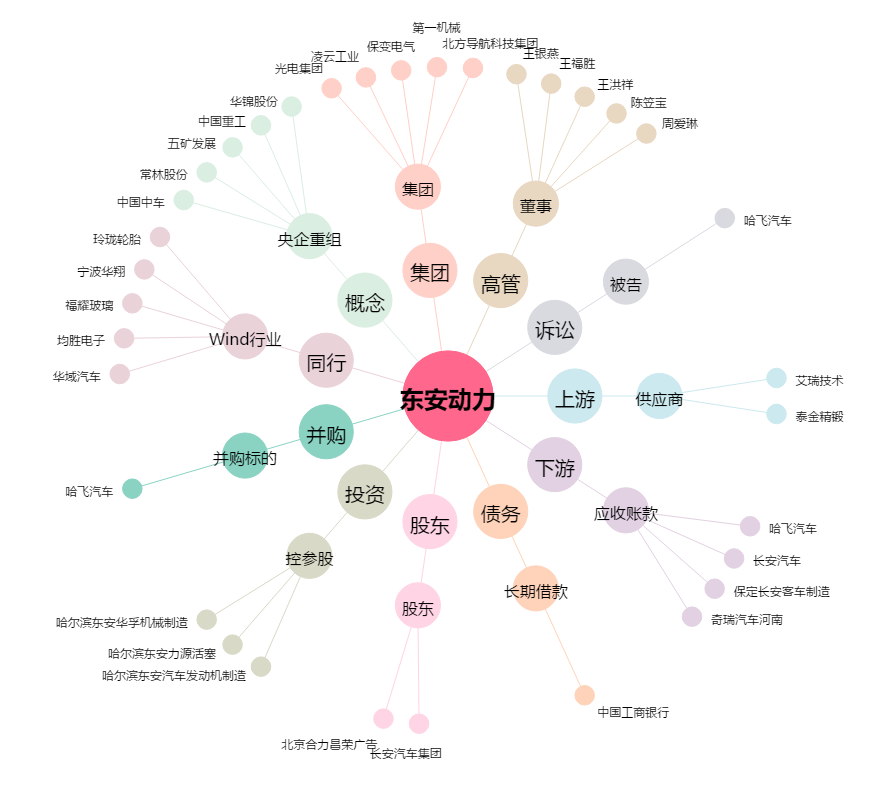 第一机械
北方导航科技集团
保变电气
凌云工业
光电集团
王银燕
王福胜
王洪祥
陈笠宝
周爱琳
华锦股份
中国重工
五矿发展
常林股份
中国中车
集团
董事
哈飞汽车
玲珑轮胎
宁波华翔
福耀玻璃
均胜电子
华域汽车
央企重组
集团
高管
被告
概念
诉讼
Wind行业
同行
东安动力
上游
供应商
艾瑞技术
泰金精锻
并购
并购标的
哈飞汽车
下游
投资
应收账款
股东
债务
哈飞汽车
长安汽车
保定长安客车制造
奇瑞汽车河南
控参股
长期借款
股东
哈尔滨东安华孚机械制造
哈尔滨东安力源活塞
哈尔滨东安汽车发动机制造
中国工商银行
北京合力昌荣广告
长安汽车集团